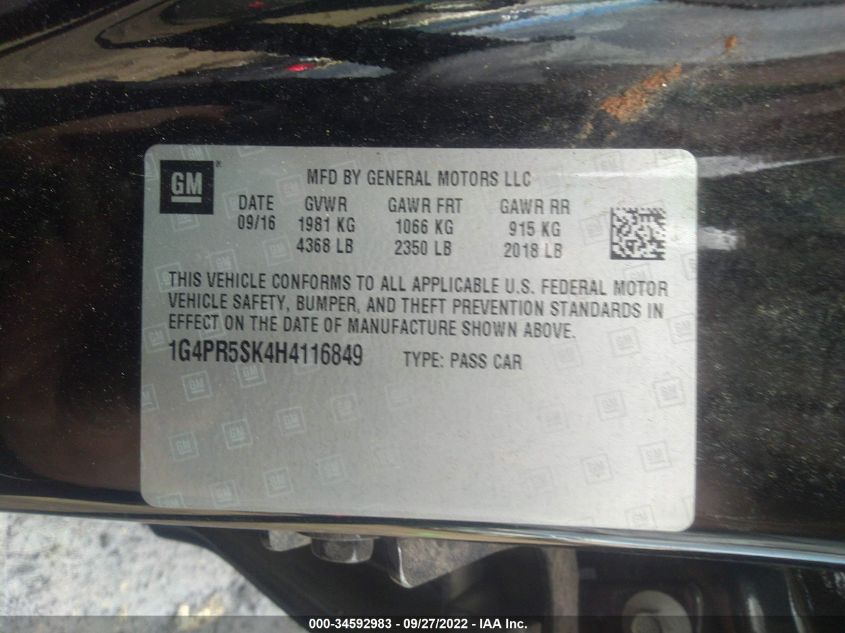 GM®
MFD BY GENERAL MOTORS LLC
DATE GVWR GAWR FRT GAWR RR
09/16 1981 KG 1066 KG 915 KG
4368 LB 2350 LB 2018 LB
THIS VEHICLE CONFORMS TO ALL APPLICABLE U.S. FEDERAL MOTOR
VEHICLE SAFETY, BUMPER, AND THEFT PREVENTION STANDARDS IN
EFFECT ON THE DATE OF MANUFACTURE SHOWN ABOVE.
1G4PR5SK4H4116849 TYPE: PASS CAR
000-34592983 - 09/27/2022 - IAA Inc.